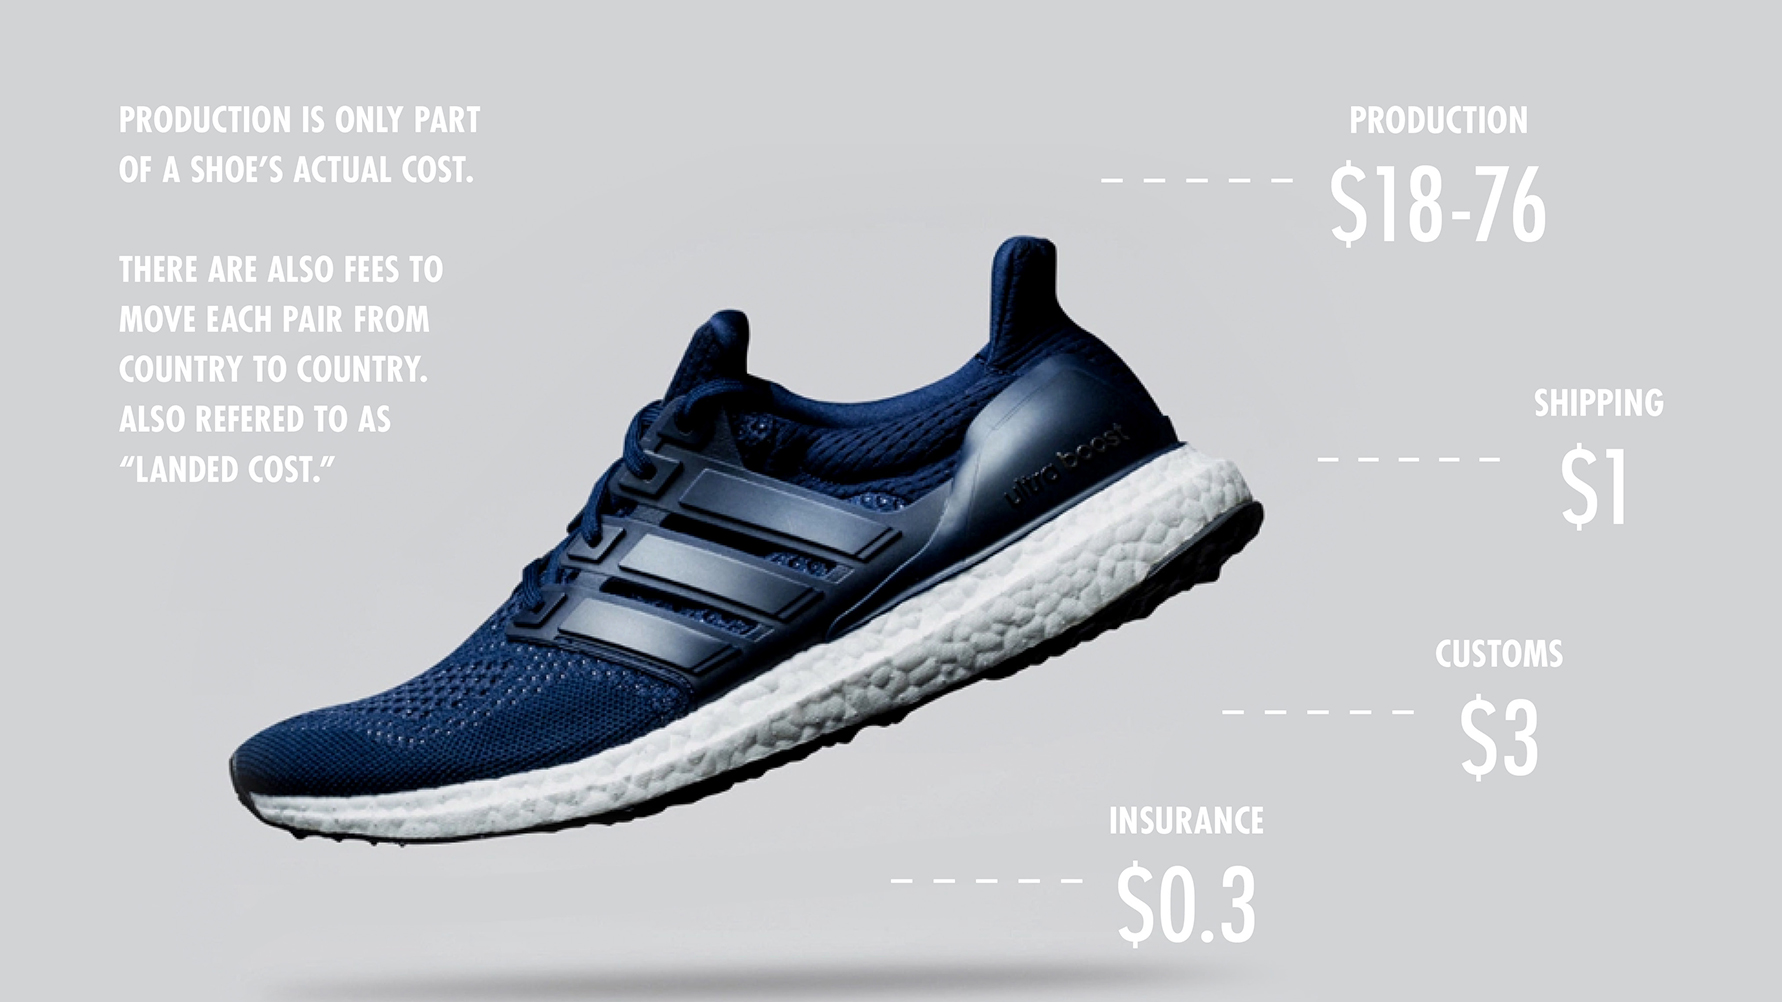 PRODUCTION IS ONLY PART
OF A SHOE’S ACTUAL COST.
THERE ARE ALSO FEES TO
MOVE EACH PAIR FROM
COUNTRY TO COUNTRY.
ALSO REFERED TO AS
“LANDED COST.”
PRODUCTION
$18-76
SHIPPING
$1
CUSTOMS
$3
INSURANCE
$0.3
ultra boost